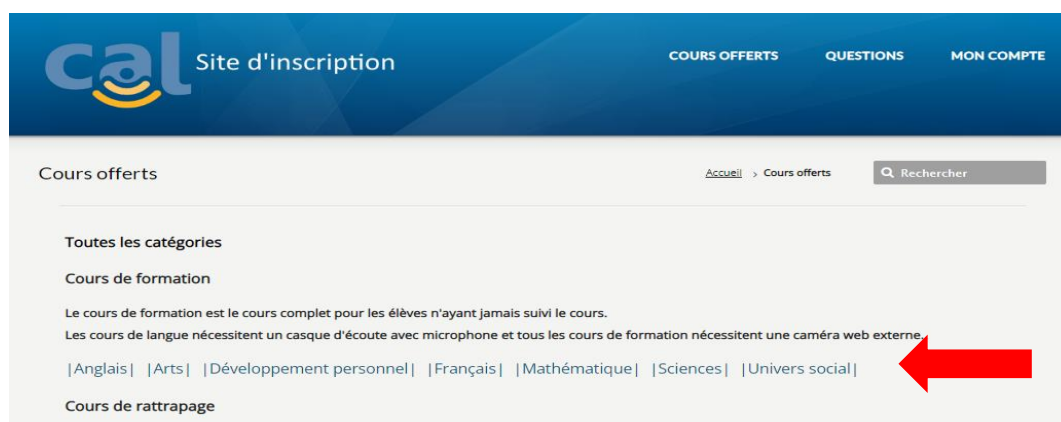 cal Site d'inscription COURS OFFERTS QUESTIONS MON COMPTE
Cours offerts Accueil > Cours offerts Rechercher
Toutes les catégories
Cours de formation
Le cours de formation est le cours complet pour les élèves n'ayant jamais suivi le cours.
Les cours de langue nécessitent un casque d'écoute avec microphone et tous les cours de formation nécessitent une caméra web externe.
|Anglais| |Arts| |Développement personnel| |Français| |Mathématique| |Sciences| |Univers social|
Cours de rattrapage